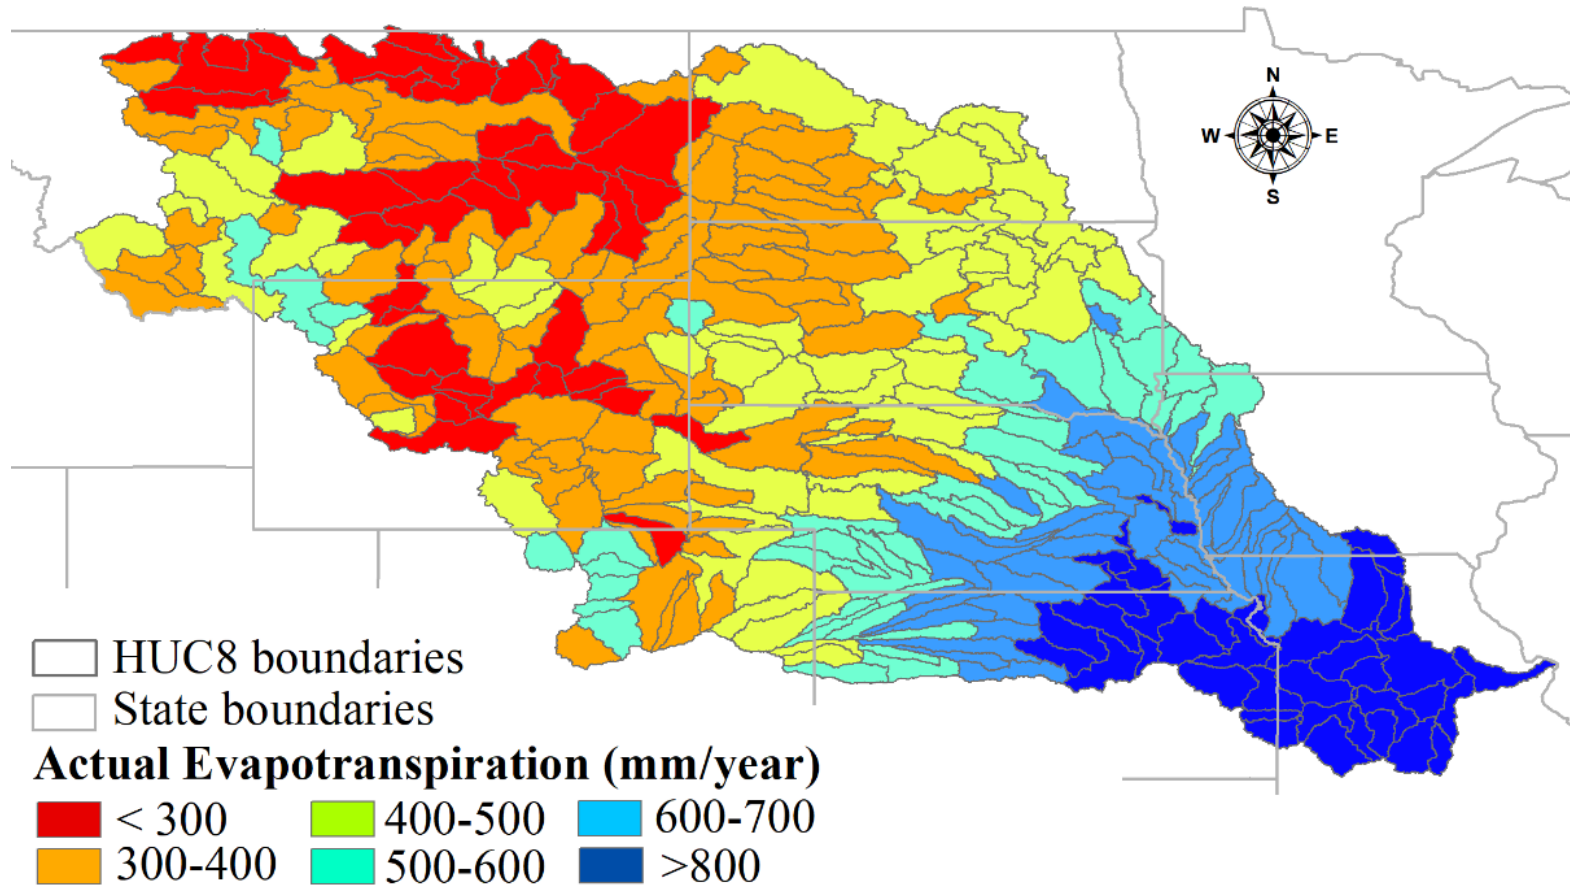 N
W E
S
HUC8 boundaries
State boundaries
Actual Evapotranspiration (mm/year)
< 300 400-500 600-700
300-400 500-600 >800